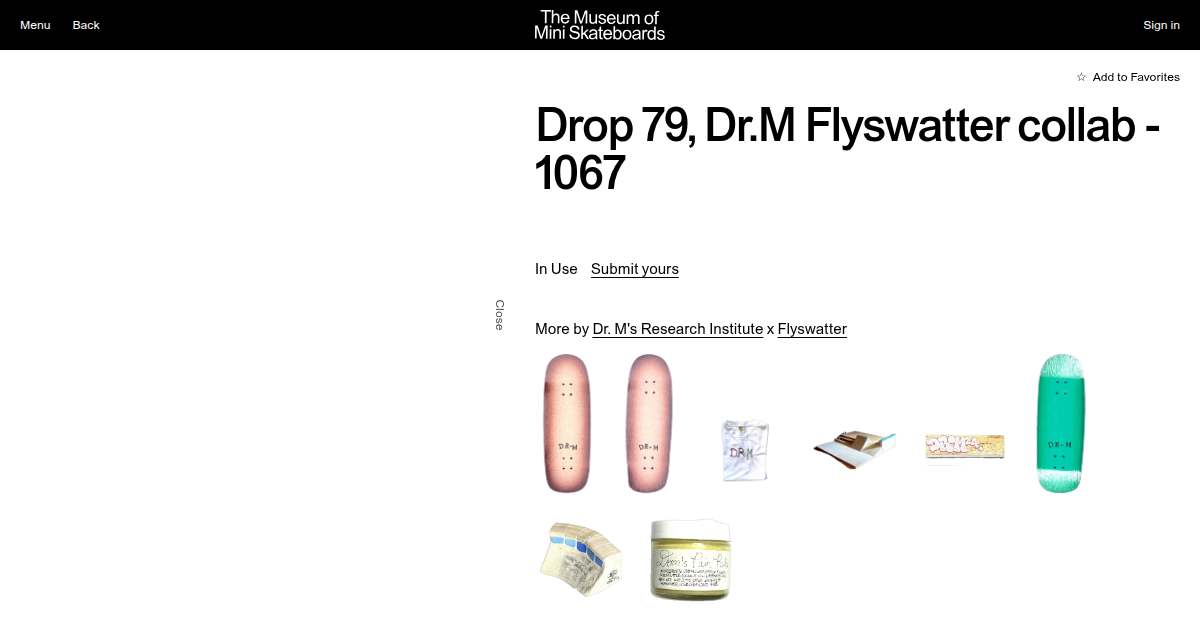 Menu
Back
The Museum of
Mini Skateboards
Sign in
☆ Add to Favorites
Drop 79, Dr.M Flyswatter collab -
1067
In Use
Submit yours
Close
More by Dr. M's Research Institute x Flyswatter
DR-M
DR-M
DR M
DR-M